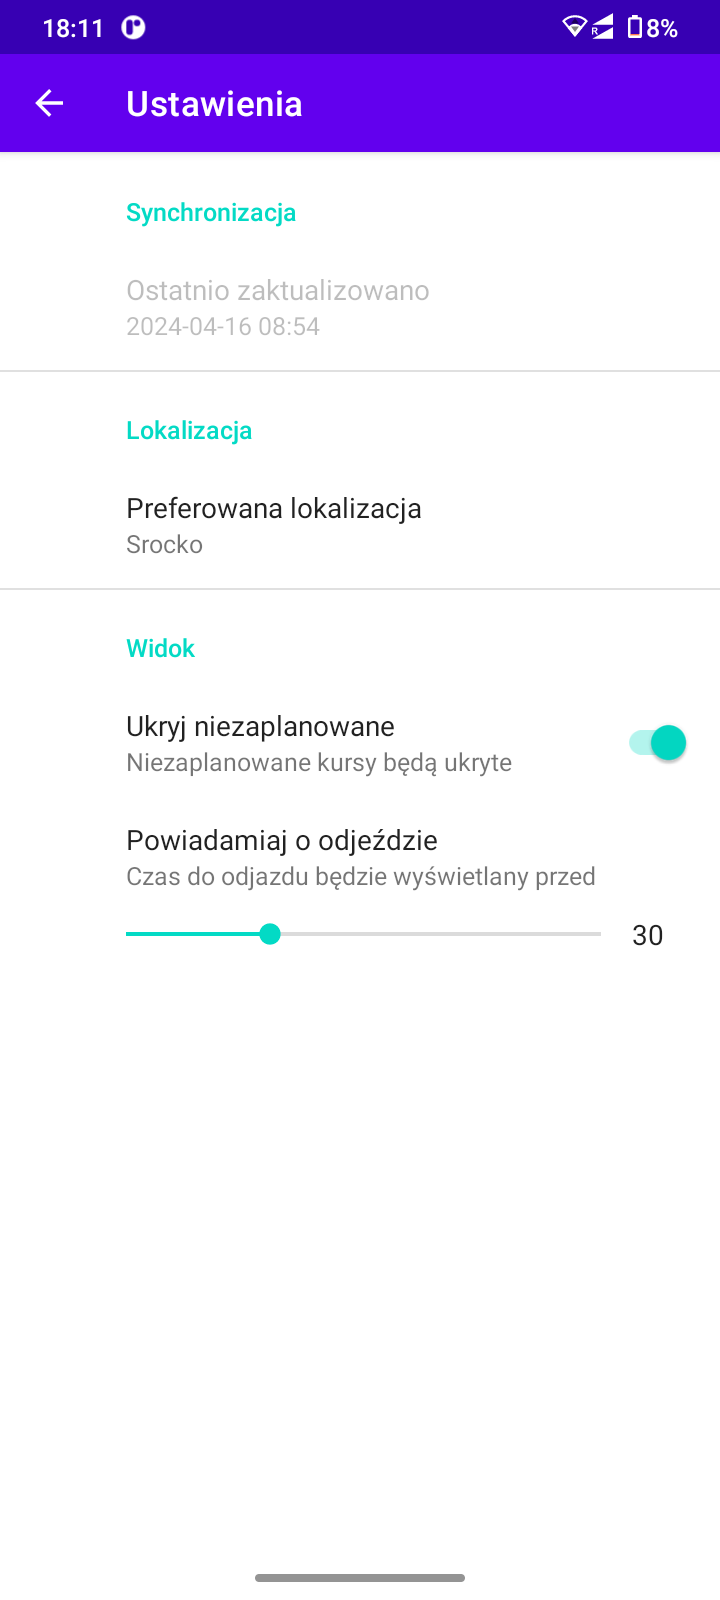 18:11
R
8%
Ustawienia
Synchronizacja
Ostatnio zaktualizowano
2024-04-16 08:54
Lokalizacja
Preferowana lokalizacja
Srocko
Widok
Ukryj niezaplanowane
Niezaplanowane kursy będą ukryte
Powiadamiaj o odjeździe
Czas do odjazdu będzie wyświetlany przed
30